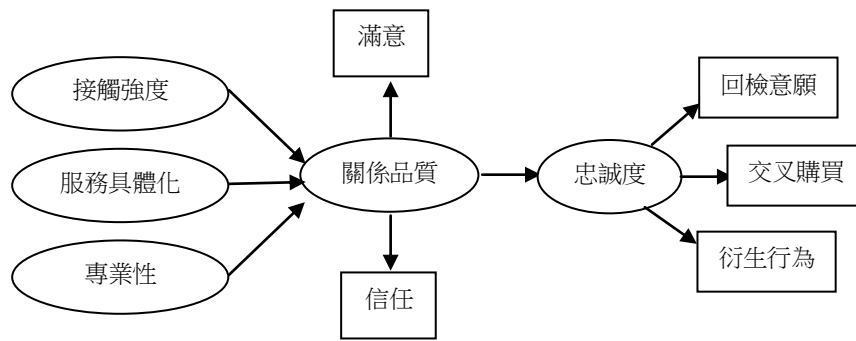 滿意
接觸強度
回檢意願
服務具體化
關係品質
忠誠度
交叉購買
專業性
衍生行為
信任